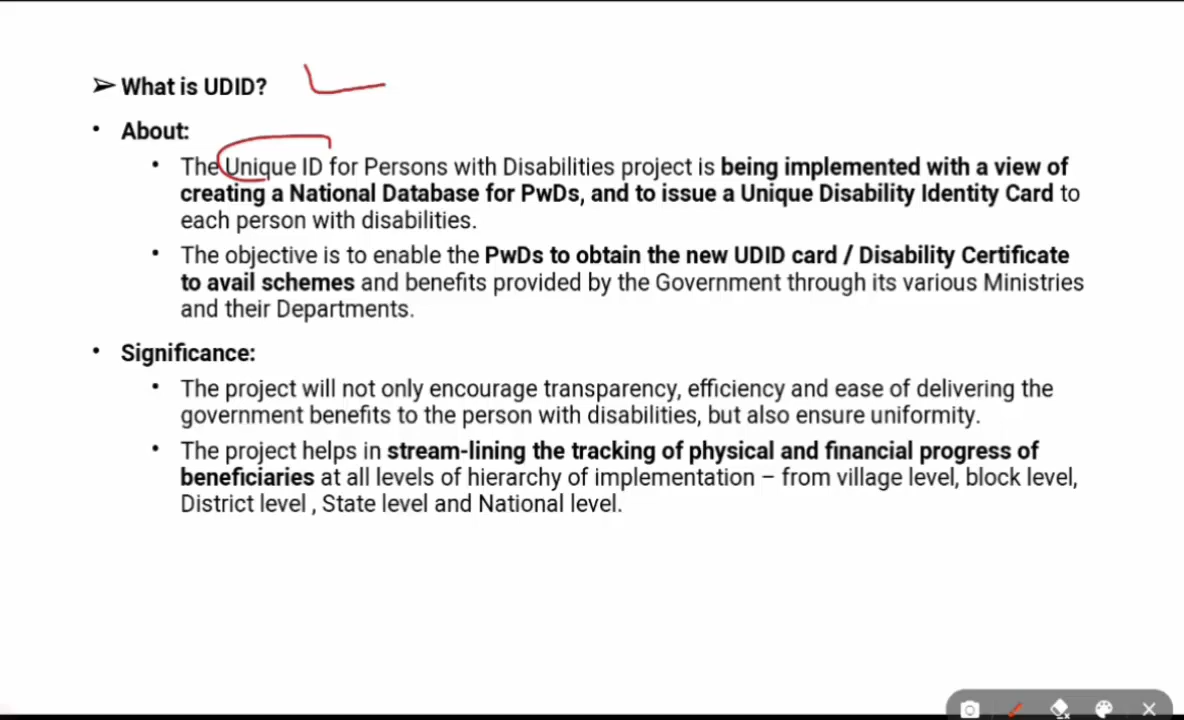 ➢ What is UDID?
• About:
• The Unique ID for Persons with Disabilities project is being implemented with a view of
creating a National Database for PwDs, and to issue a Unique Disability Identity Card to
each person with disabilities.
• The objective is to enable the PwDs to obtain the new UDID card / Disability Certificate
to avail schemes and benefits provided by the Government through its various Ministries
and their Departments.
• Significance:
• The project will not only encourage transparency, efficiency and ease of delivering the
government benefits to the person with disabilities, but also ensure uniformity.
• The project helps in stream-lining the tracking of physical and financial progress of
beneficiaries at all levels of hierarchy of implementation – from village level, block level,
District level , State level and National level.